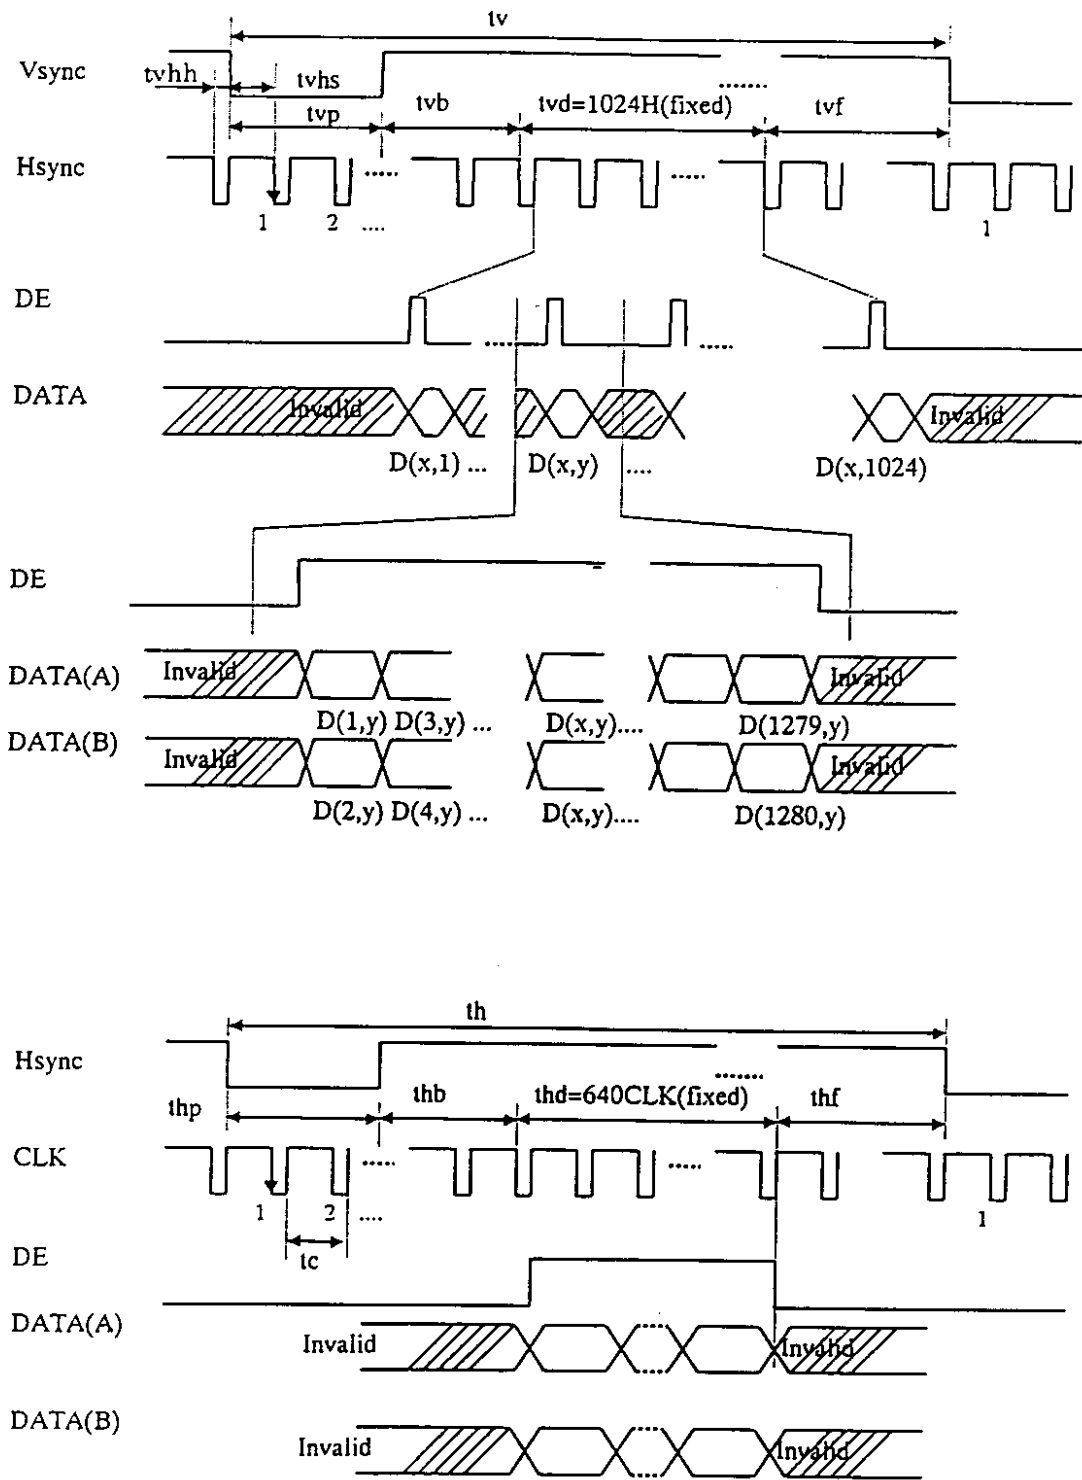 tv
Vsync
tvhh
tvhs
tvp
tvb
tvd=1024H(fixed)
tvf
Hsync
1 2 .... 1
DE
DATA
Invalid
Invalid
D(x,1) ... D(x,y) .... D(x,1024)
DE
DATA(A)
Invalid
Invalid
D(1,y) D(3,y) ... D(x,y).... D(1279,y)
DATA(B)
Invalid
Invalid
D(2,y) D(4,y) ... D(x,y).... D(1280,y)
th
Hsync
thp
thb
thd=640CLK(fixed)
thf
CLK
1 2 .... 1
tc
DE
DATA(A)
Invalid
Invalid
DATA(B)
Invalid
Invalid